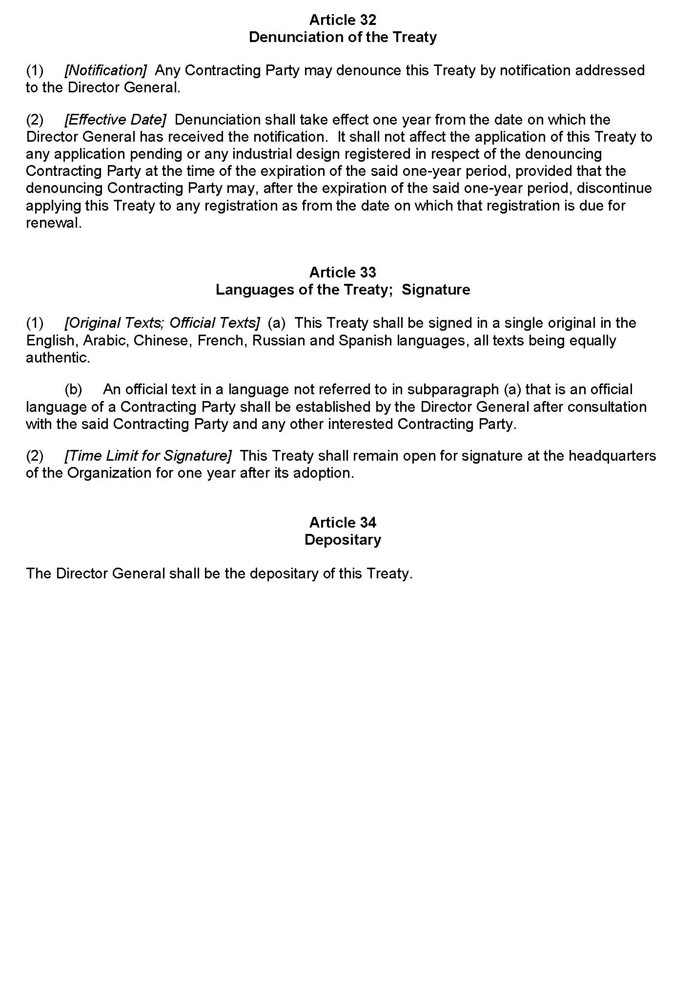 Article 32
Denunciation of the Treaty
(1) [Notification] Any Contracting Party may denounce this Treaty by notification addressed
to the Director General.
(2) [Effective Date] Denunciation shall take effect one year from the date on which the
Director General has received the notification. It shall not affect the application of this Treaty to
any application pending or any industrial design registered in respect of the denouncing
Contracting Party at the time of the expiration of the said one-year period, provided that the
denouncing Contracting Party may, after the expiration of the said one-year period, discontinue
applying this Treaty to any registration as from the date on which that registration is due for
renewal.
Article 33
Languages of the Treaty; Signature
(1) [Original Texts; Official Texts] (a) This Treaty shall be signed in a single original in the
English, Arabic, Chinese, French, Russian and Spanish languages, all texts being equally
authentic.
(b) An official text in a language not referred to in subparagraph (a) that is an official
language of a Contracting Party shall be established by the Director General after consultation
with the said Contracting Party and any other interested Contracting Party.
(2) [Time Limit for Signature] This Treaty shall remain open for signature at the headquarters
of the Organization for one year after its adoption.
Article 34
Depositary
The Director General shall be the depositary of this Treaty.